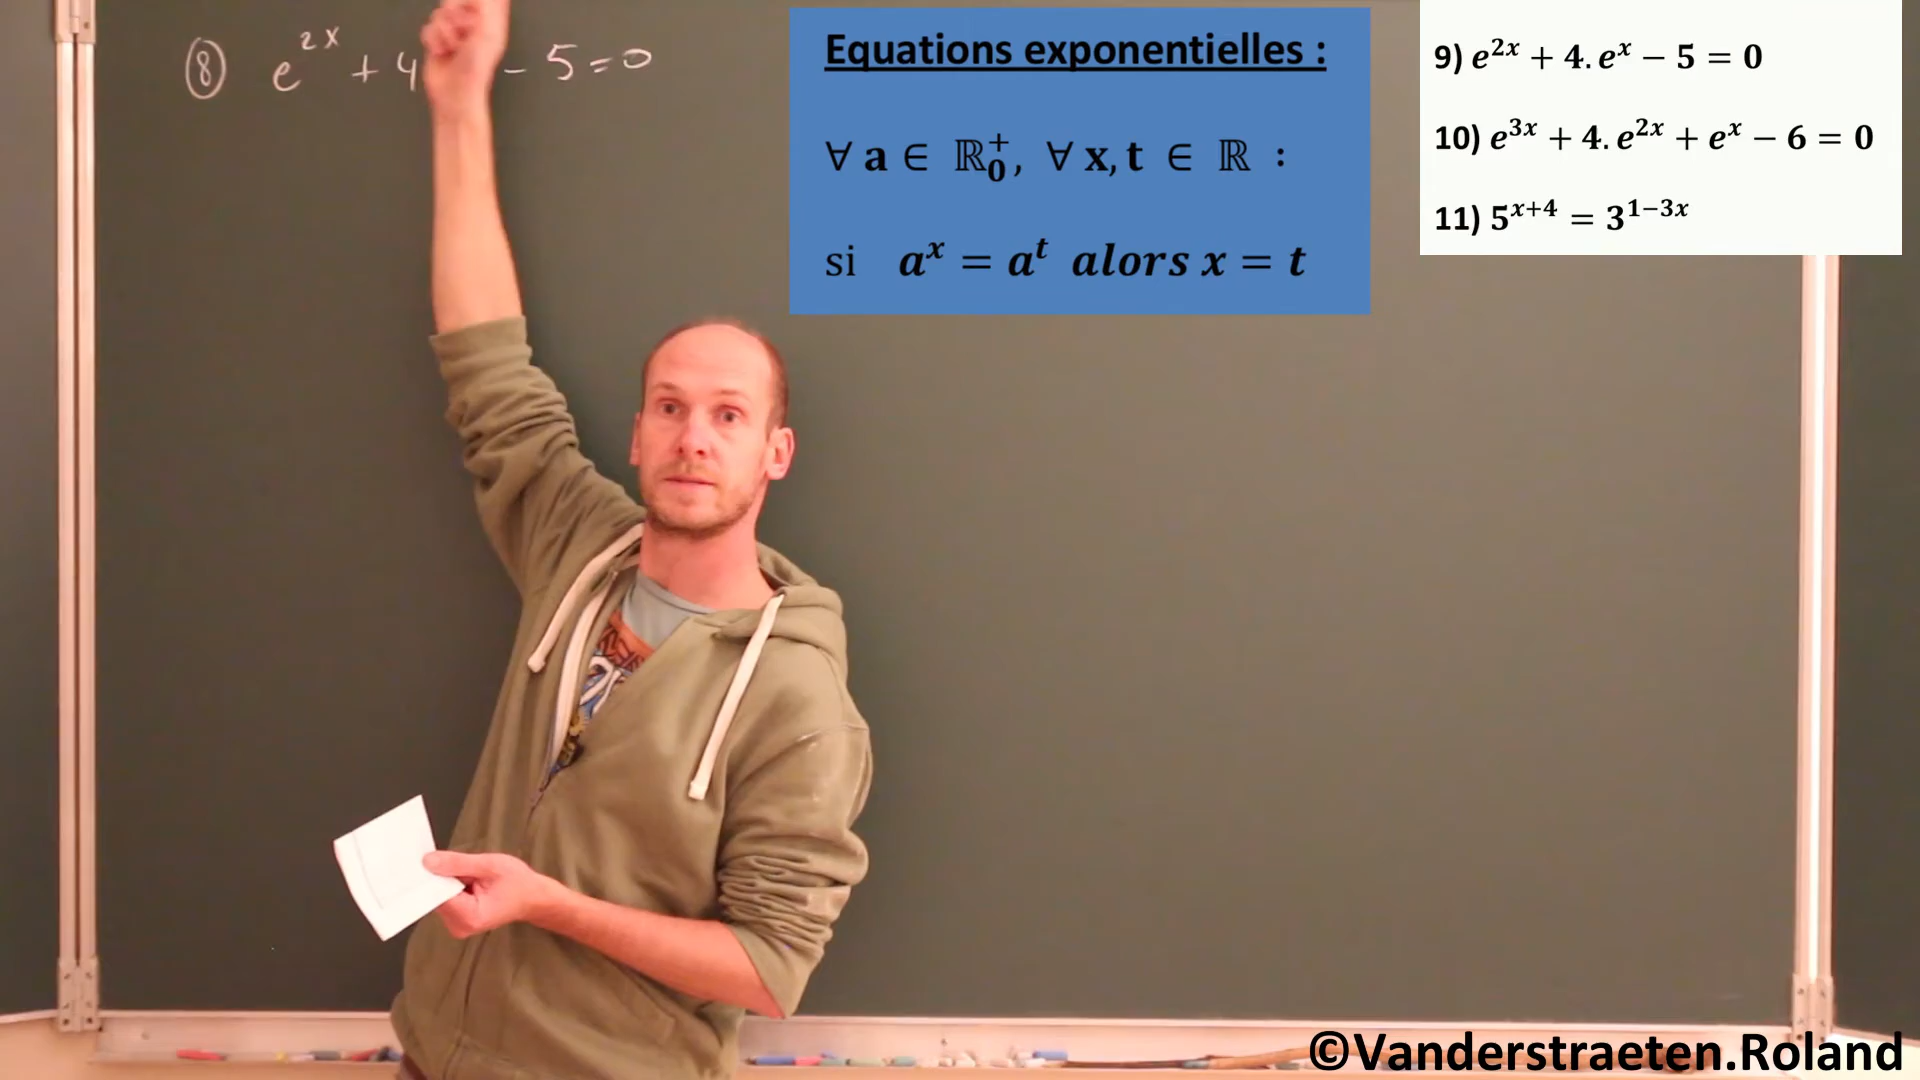 ⑧ e^{2x} + 4 - 5 = 0
Equations exponentielles :
∀ a ∈ ℝ₀⁺, ∀ x, t ∈ ℝ :
si a^x = a^t alors x = t
9) e^{2x} + 4. e^x − 5 = 0
10) e^{3x} + 4. e^{2x} + e^x − 6 = 0
11) 5^{x+4} = 3^{1−3x}
©Vanderstraeten.Roland